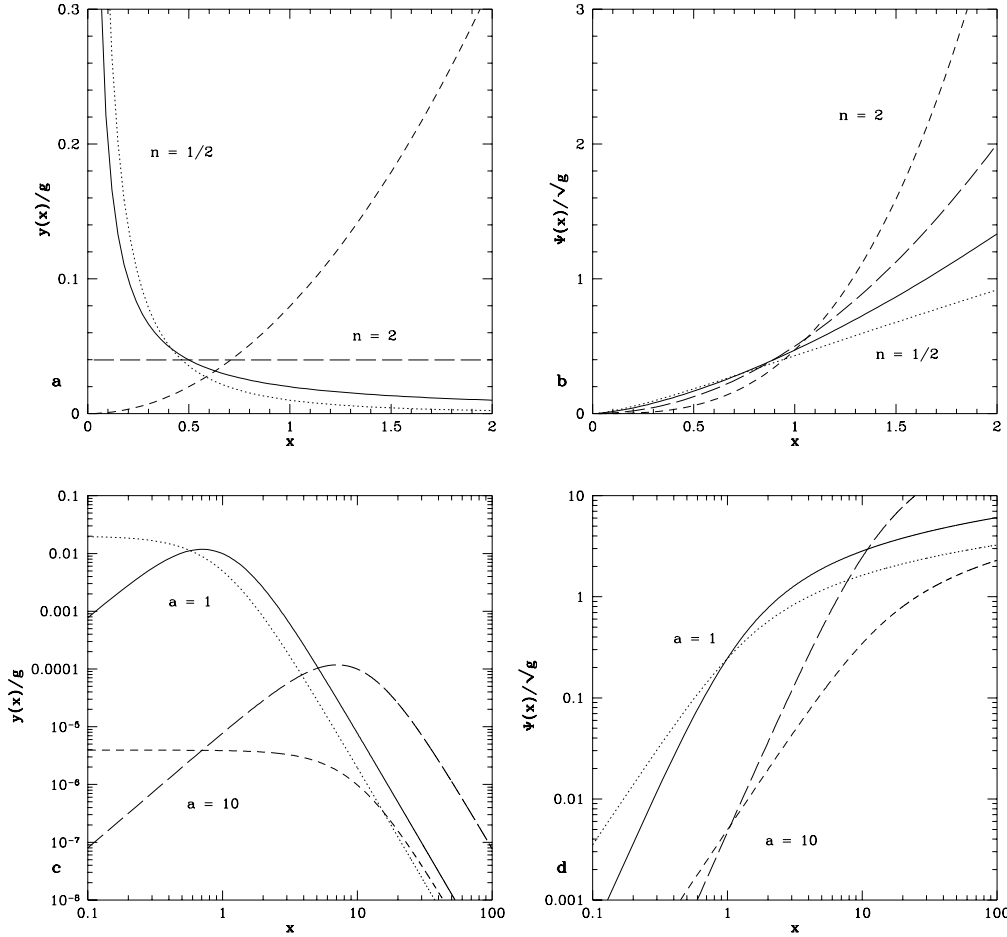 0.3
0.2
0.1
0
y(x)/g
n = 1/2
n = 2
a
0
0.5
1
1.5
2
x
3
2
1
0
Ψ(x)/√g
n = 2
n = 1/2
b
0
0.5
1
1.5
2
x
0.1
0.01
0.001
0.0001
10⁻⁵
10⁻⁶
10⁻⁷
10⁻⁸
y(x)/g
a = 1
a = 10
c
0.1
1
10
100
x
10
1
0.1
0.01
0.001
Ψ(x)/√g
a = 1
a = 10
d
0.1
1
10
100
x